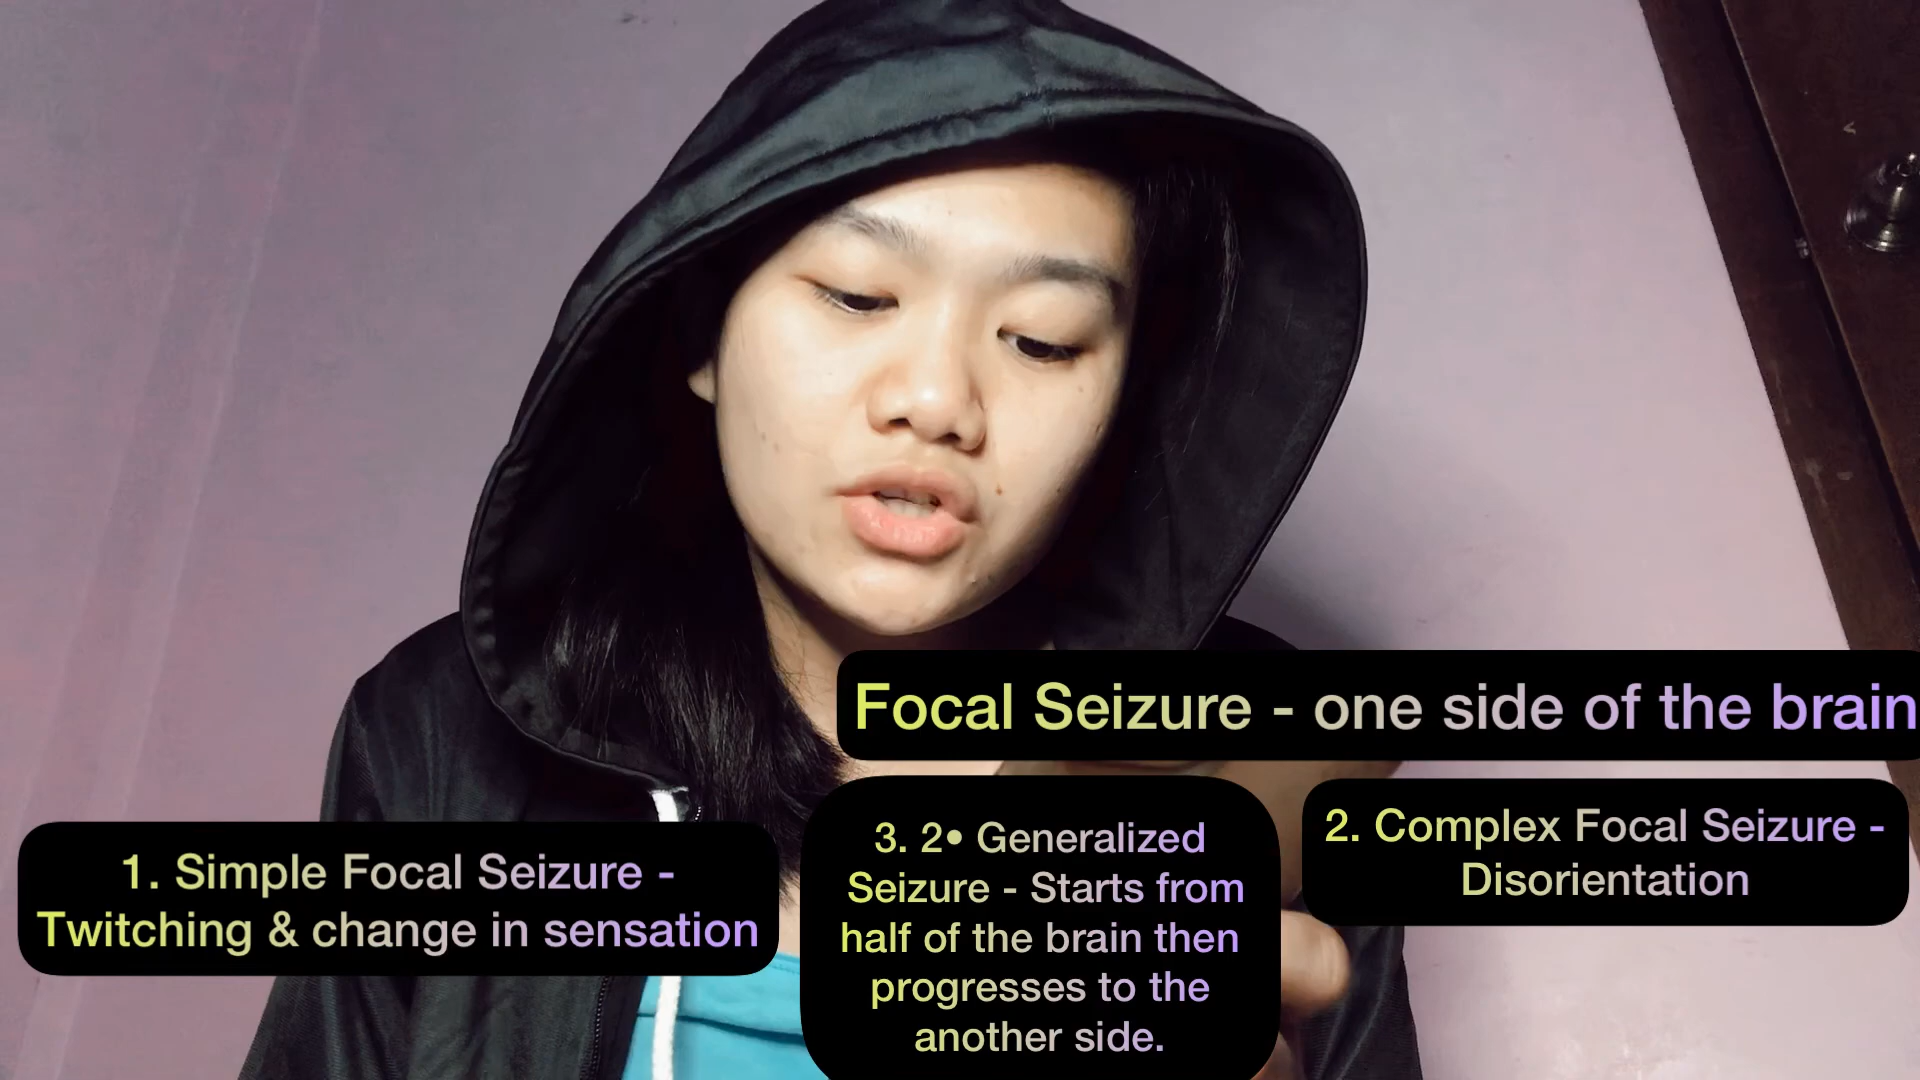 Focal Seizure - one side of the brain
1. Simple Focal Seizure -
Twitching & change in sensation
2. Complex Focal Seizure -
Disorientation
3. 2• Generalized
Seizure - Starts from
half of the brain then
progresses to the
another side.